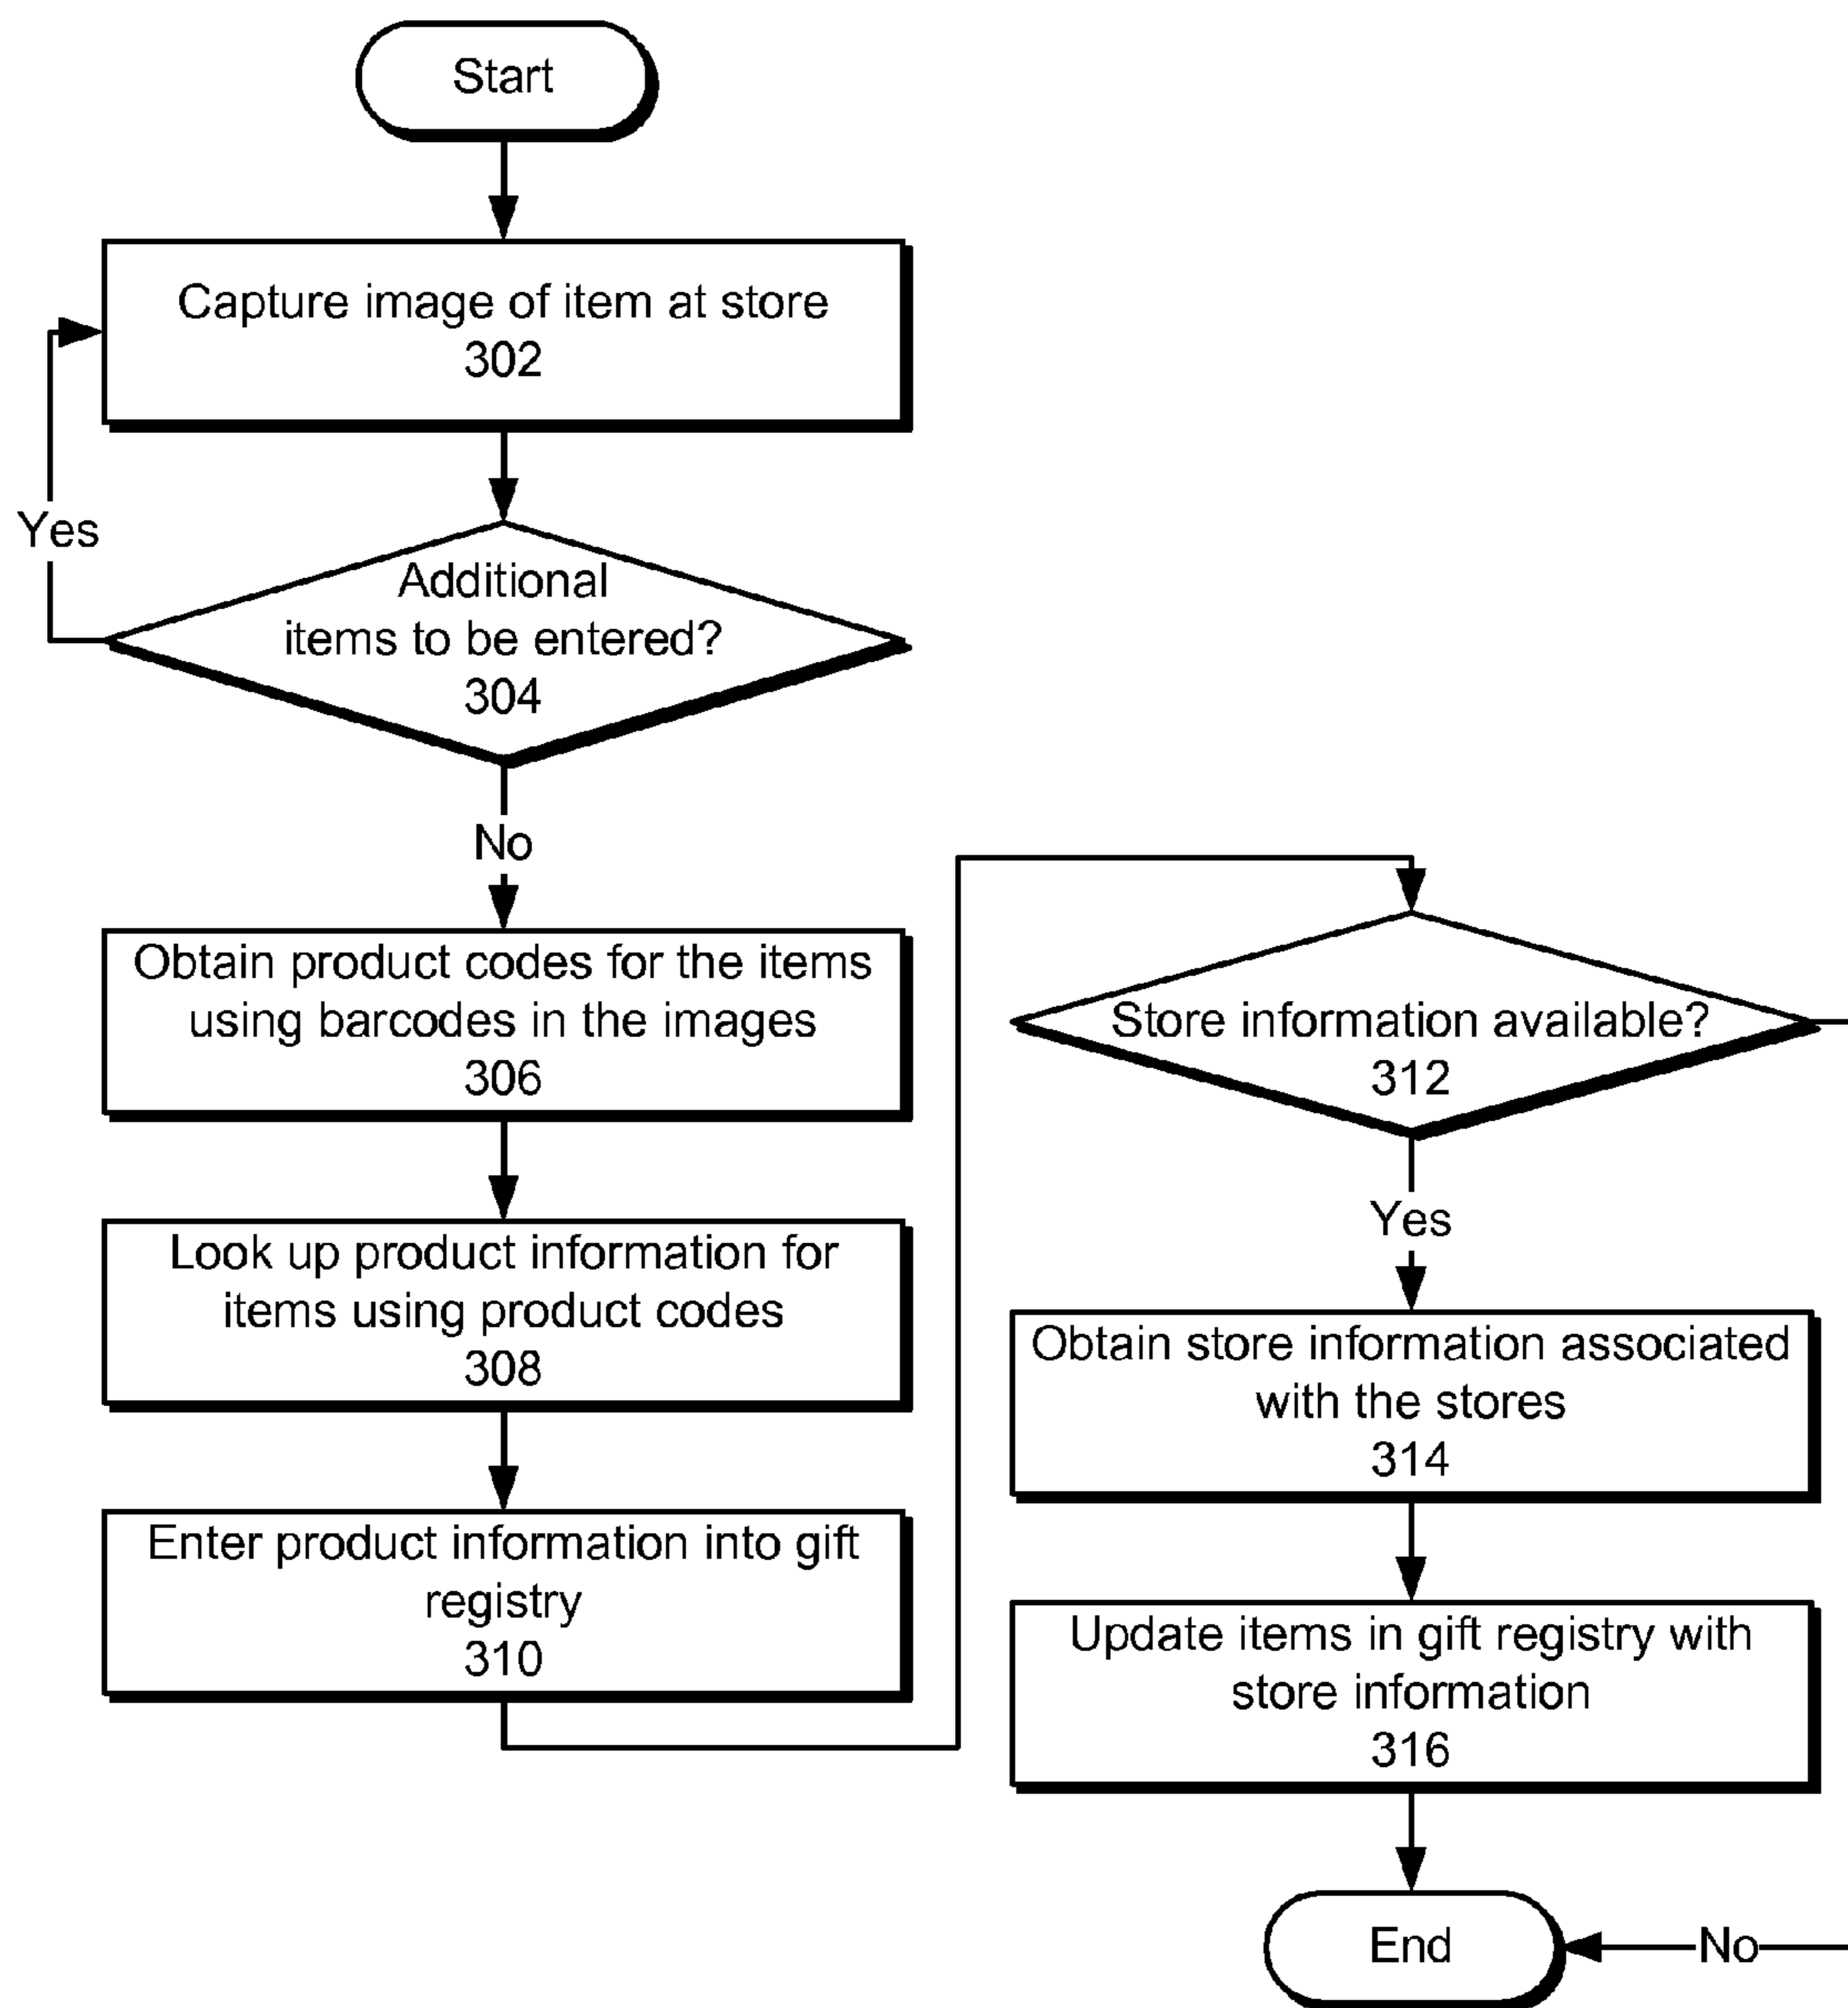 Start
Capture image of item at store
302
Yes
Additional
items to be entered?
304
No
Obtain product codes for the items
using barcodes in the images
306
Look up product information for
items using product codes
308
Enter product information into gift
registry
310
Store information available?
312
Yes
Obtain store information associated
with the stores
314
Update items in gift registry with
store information
316
End
No